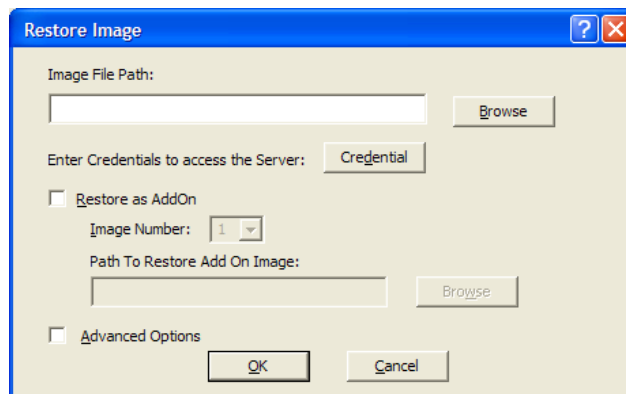 Restore Image
Image File Path:
Browse
Enter Credentials to access the Server: Credential
Restore as AddOn
Image Number: 1
Path To Restore Add On Image:
Browse
Advanced Options
OK Cancel